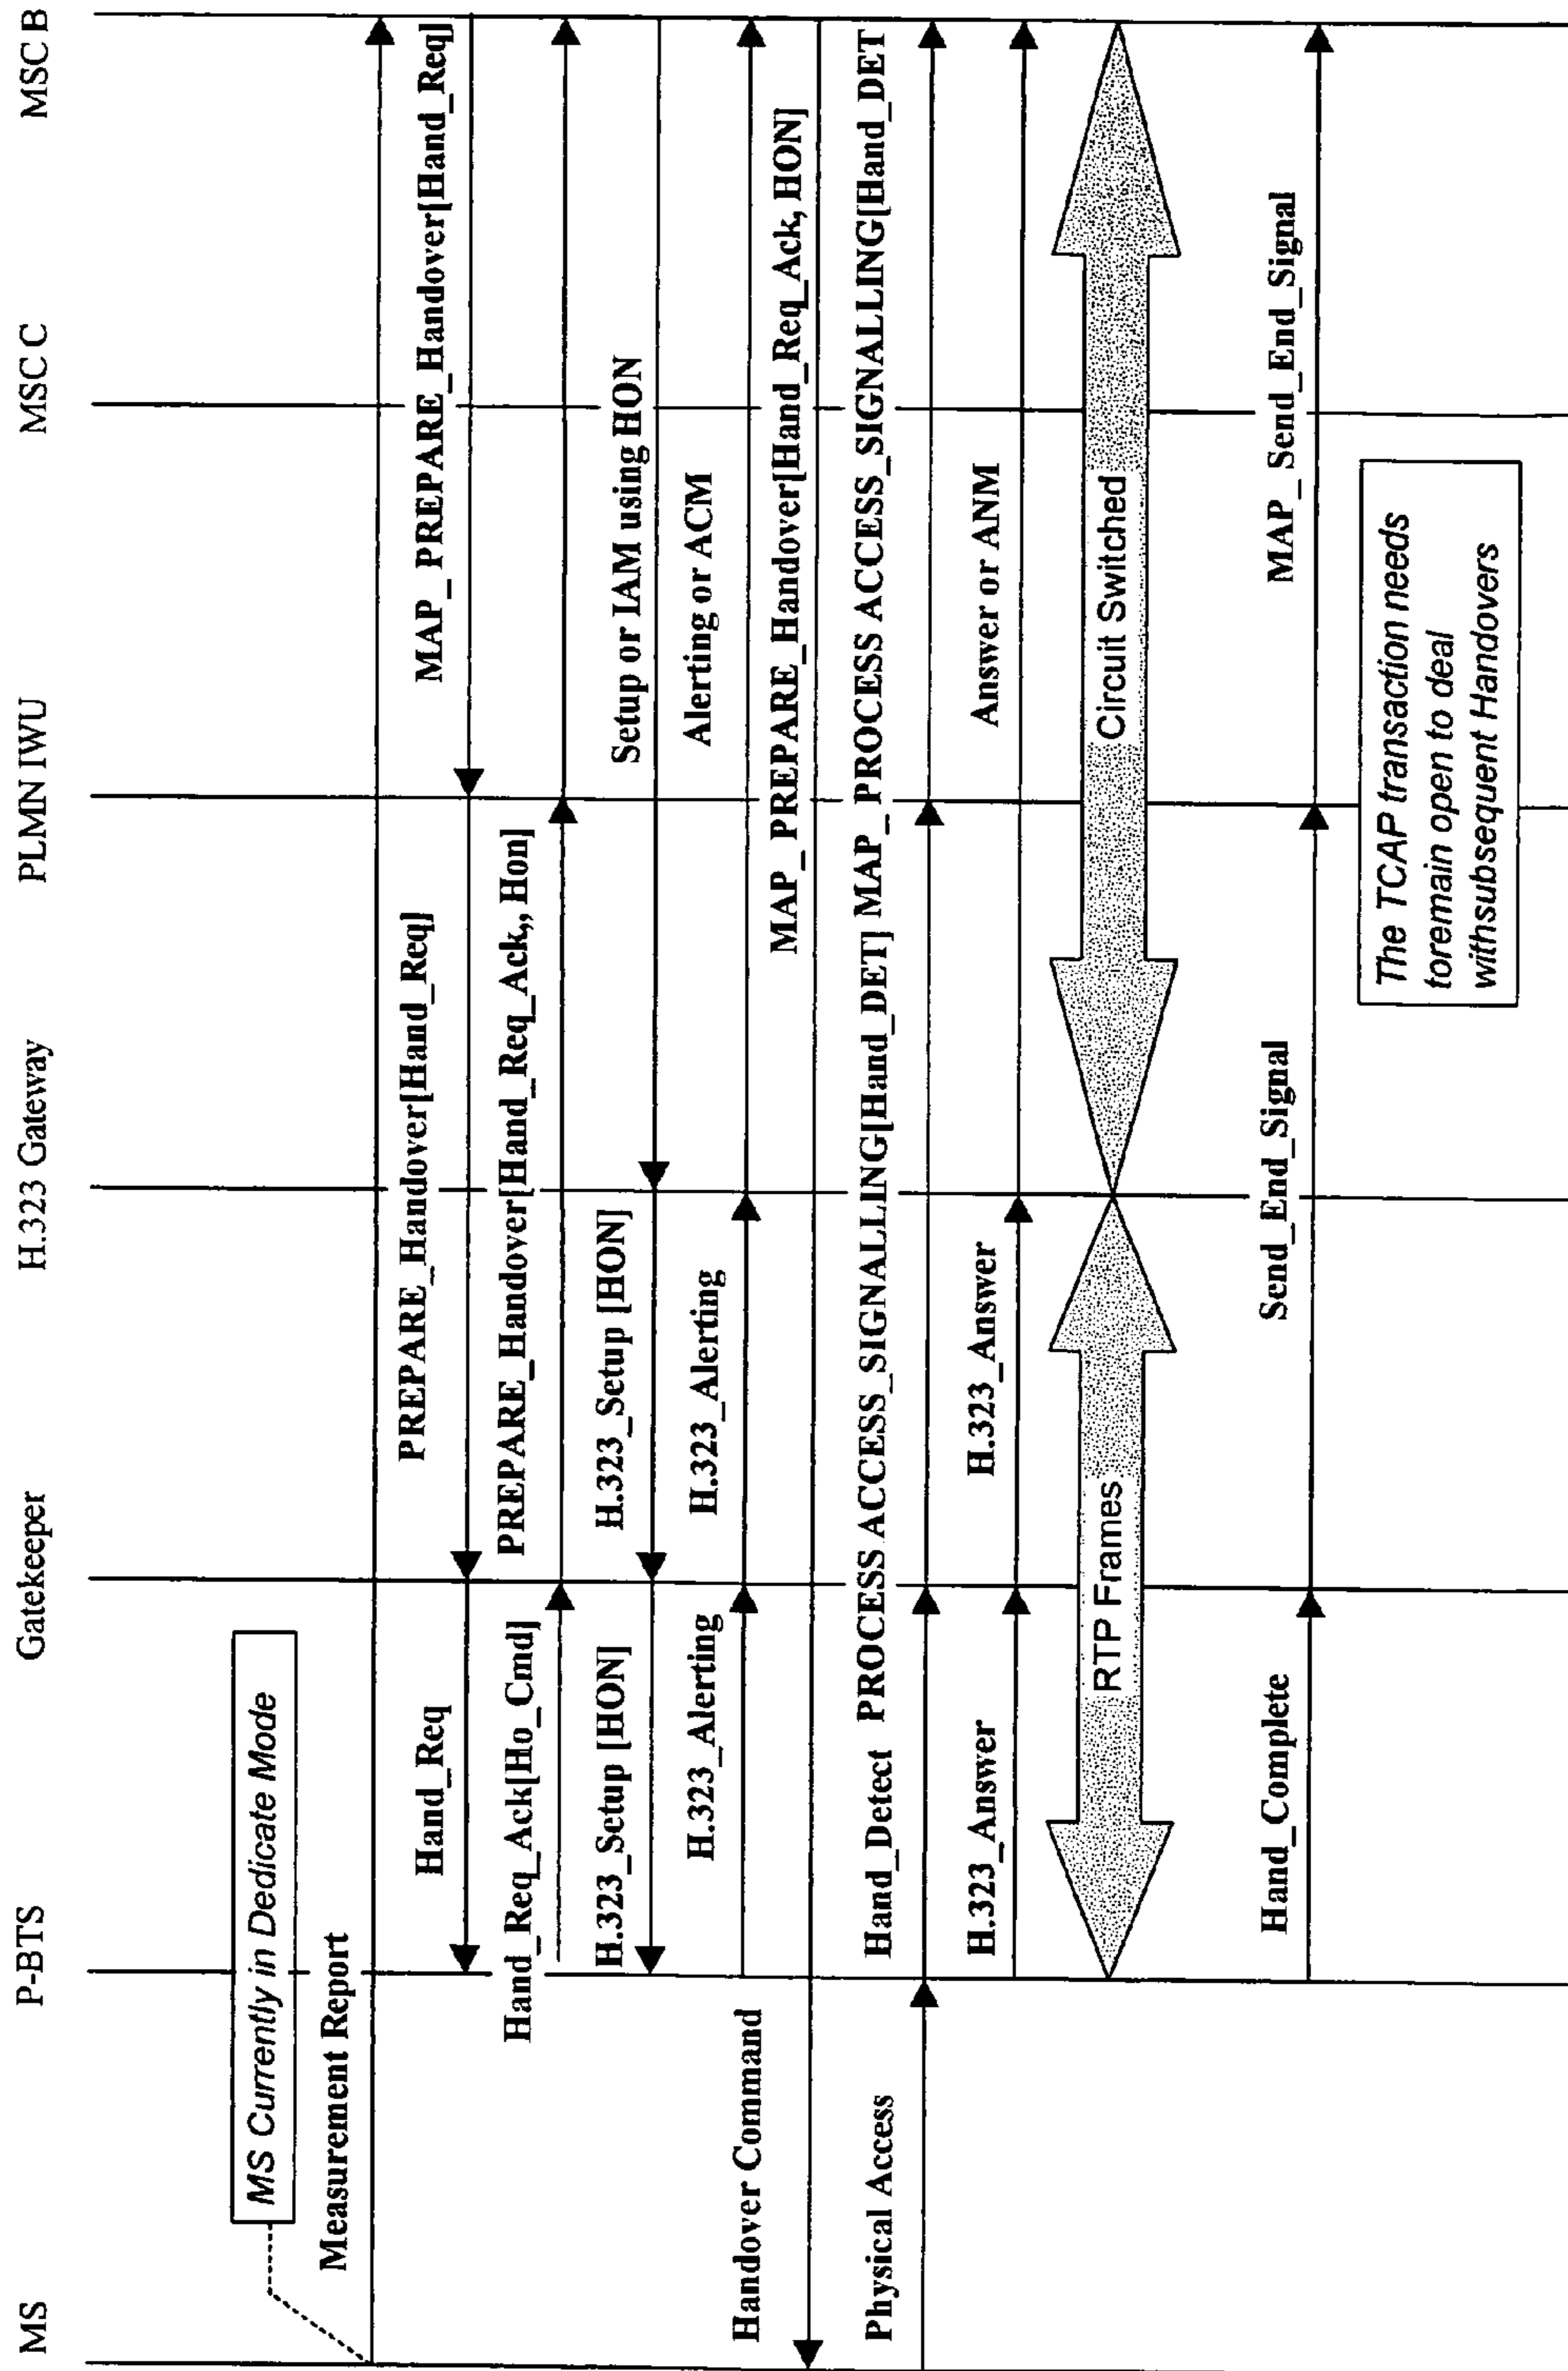 MS
P-BTS
Gatekeeper
H.323 Gateway
PLMN IWU
MSC C
MSC B
MS Currently in Dedicate Mode
Measurement Report
Hand_Req
PREPARE_Handover[Hand_Req]
MAP_PREPARE_Handover[Hand_Req]
Hand_Req_Ack[Ho_Cmd]
PREPARE_Handover[Hand_Req_Ack,, Hon]
H.323_Setup [HON]
H.323_Setup [HON]
Setup or IAM using HON
H.323_Alerting
H.323_Alerting
Alerting or ACM
Handover Command
MAP_PREPARE_Handover[Hand_Req_Ack, HON]
Physical Access
Hand_Detect
PROCESS ACCESS_SIGNALLING[Hand_DET]
MAP_PROCESS ACCESS_SIGNALLING[Hand_DET
H.323_Answer
H.323_Answer
Answer or ANM
RTP Frames
Circuit Switched
Hand_Complete
Send_End_Signal
MAP_Send_End_Signal
The TCAP transaction needs
toremain open to deal
withsubsequent Handovers